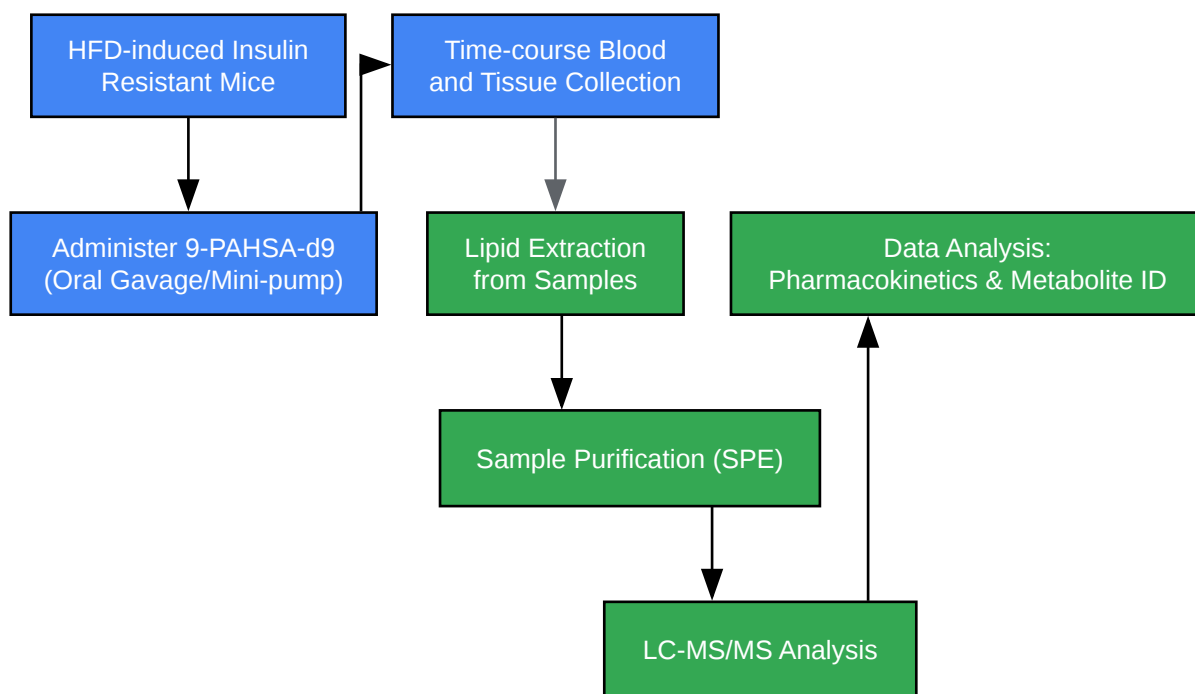 HFD-induced Insulin
Resistant Mice
Time-course Blood
and Tissue Collection
Administer 9-PAHSA-d9
(Oral Gavage/Mini-pump)
Lipid Extraction
from Samples
Data Analysis:
Pharmacokinetics & Metabolite ID
Sample Purification (SPE)
LC-MS/MS Analysis